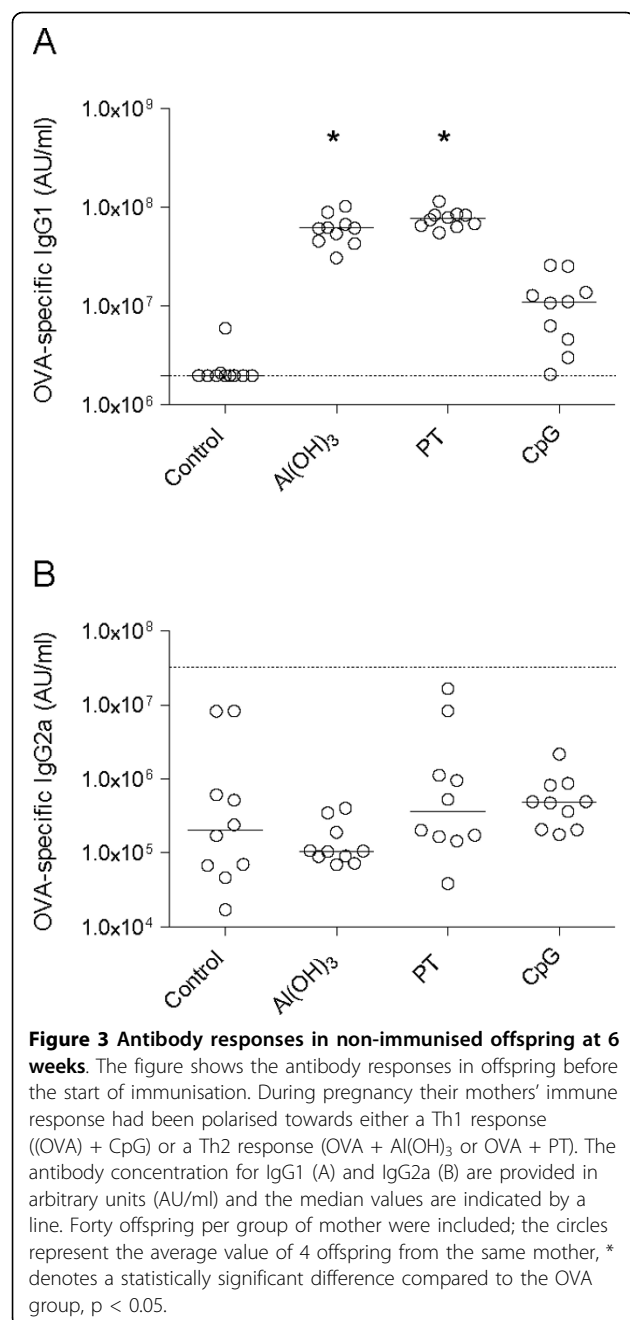 A
OVA-specific IgG1 (AU/ml)
1.0x10⁹
1.0x10⁸
1.0x10⁷
1.0x10⁶
* *
Control Al(OH)₃ PT CpG
B
OVA-specific IgG2a (AU/ml)
1.0x10⁸
1.0x10⁷
1.0x10⁶
1.0x10⁵
1.0x10⁴
Control Al(OH)₃ PT CpG
Figure 3 Antibody responses in non-immunised offspring at 6
weeks. The figure shows the antibody responses in offspring before
the start of immunisation. During pregnancy their mothers' immune
response had been polarised towards either a Th1 response
((OVA) + CpG) or a Th2 response (OVA + Al(OH)₃ or OVA + PT). The
antibody concentration for IgG1 (A) and IgG2a (B) are provided in
arbitrary units (AU/ml) and the median values are indicated by a
line. Forty offspring per group of mother were included; the circles
represent the average value of 4 offspring from the same mother, *
denotes a statistically significant difference compared to the OVA
group, p < 0.05.